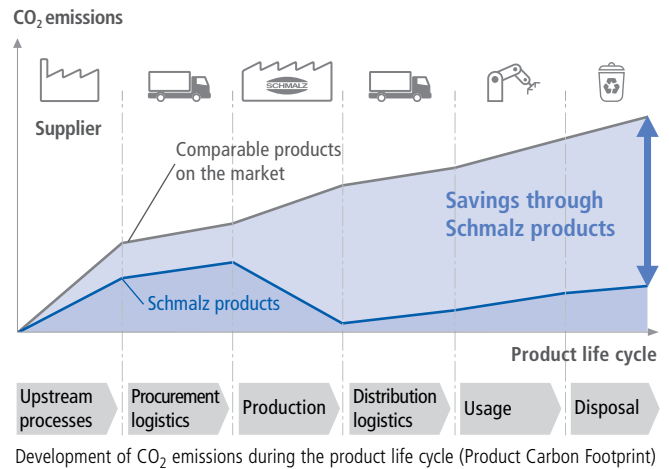 CO₂ emissions
SCHMALZ
Supplier
Comparable products
on the market
Savings through
Schmalz products
Schmalz products
Product life cycle
Upstream
processes
Procurement
logistics
Production
Distribution
logistics
Usage
Disposal
Development of CO₂ emissions during the product life cycle (Product Carbon Footprint)